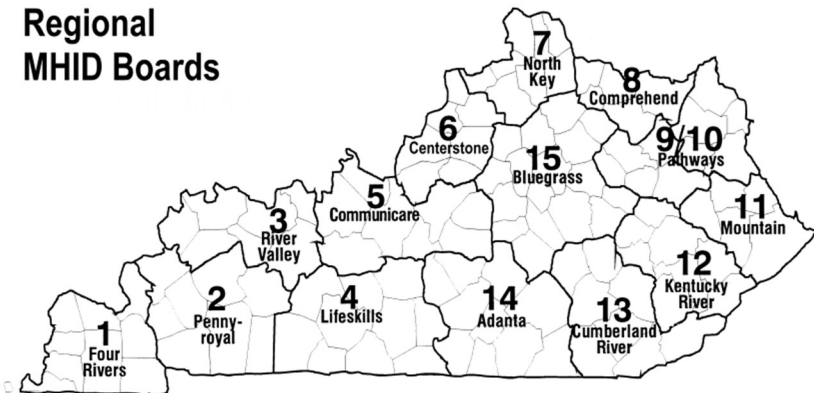 Regional
MHID Boards
7
North
Key
8
Comprehend
6
Centerstone
9/10
Pathways
15
Bluegrass
5
Communicare
11
Mountain
3
River
Valley
12
Kentucky
River
2
Penny-
royal
4
Lifeskills
14
Adanta
13
Cumberland
River
1
Four
Rivers